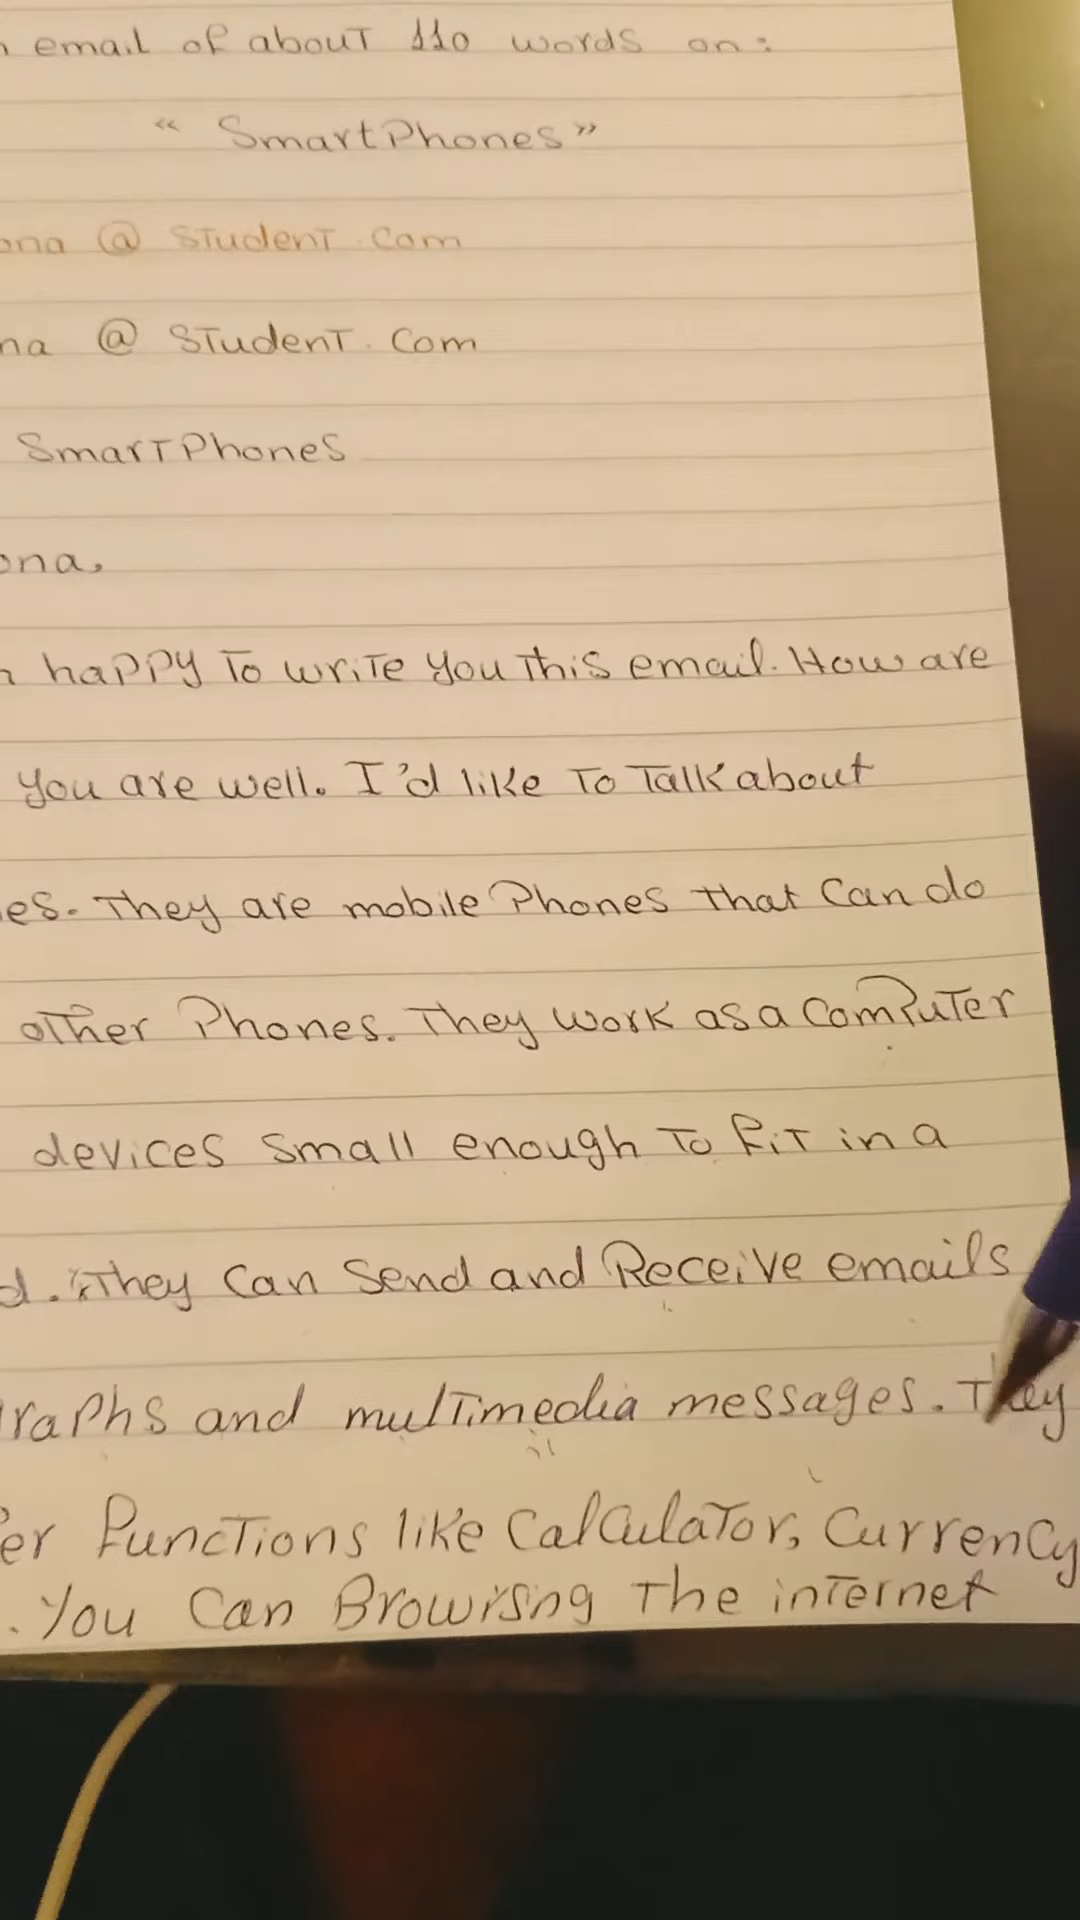 email of about 110 words on:
“ SmartPhones ”
@ Student. Com
@ Student. Com
SmartPhones
happy To write you This email. How are
you are well. I'd like To Talk about
They are mobile Phones That Can do
other Phones. They work as a Computer
devices small enough To fit in a
They Can Send and Receive emails
and multimedia messages. They
functions like Calculator, Currency
. You Can Browising The internet